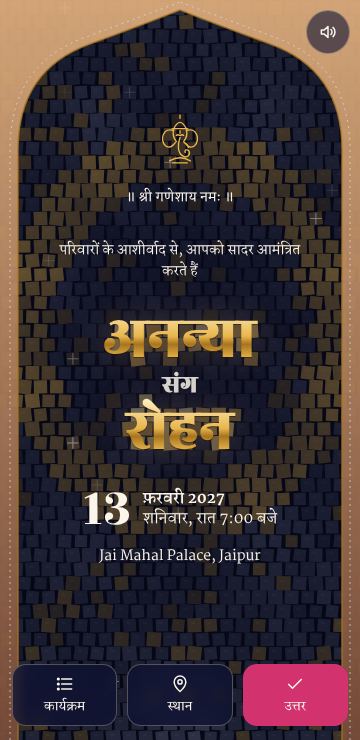 ॥ श्री गणेशाय नमः ॥
परिवारों के आशीर्वाद से, आपको सादर आमंत्रित
करते हैं
अनन्या
संग
रोहन
13 फ़रवरी 2027
शनिवार, रात 7:00 बजे
Jai Mahal Palace, Jaipur
कार्यक्रम
स्थान
उत्तर